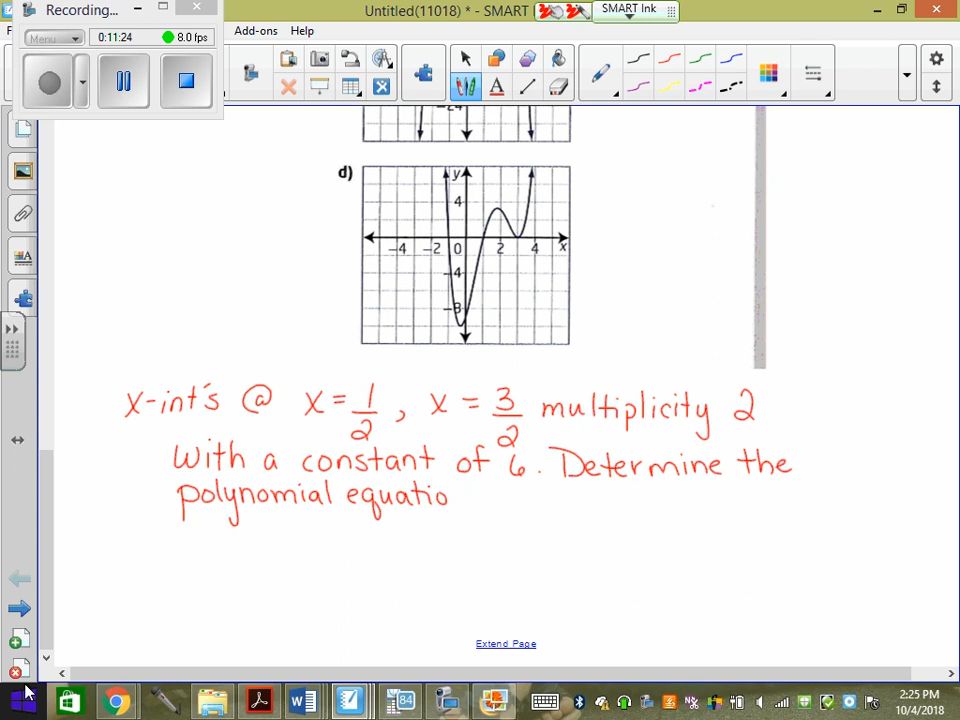 Recording...
Untitled(11018) * - SMART
SMART Ink
Menu
0:11:24
8.0 fps
Add-ons
Help
d)
y
4
-4
-2
0
2
4
x
-4
-8
x-int's @ x = 1/2, x = 3/2 multiplicity 2
With a constant of 6. Determine the
polynomial equatio
Extend Page
84
2:25 PM
10/4/2018